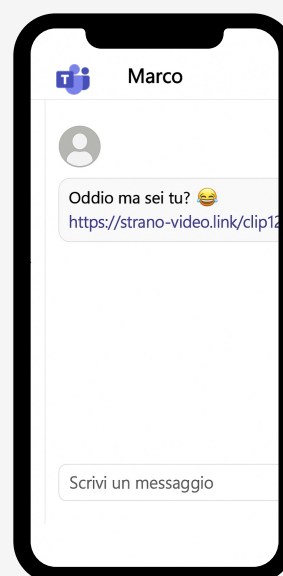 Marco
Oddio ma sei tu? 😂
https://strano-video.link/clip12
Scrivi un messaggio